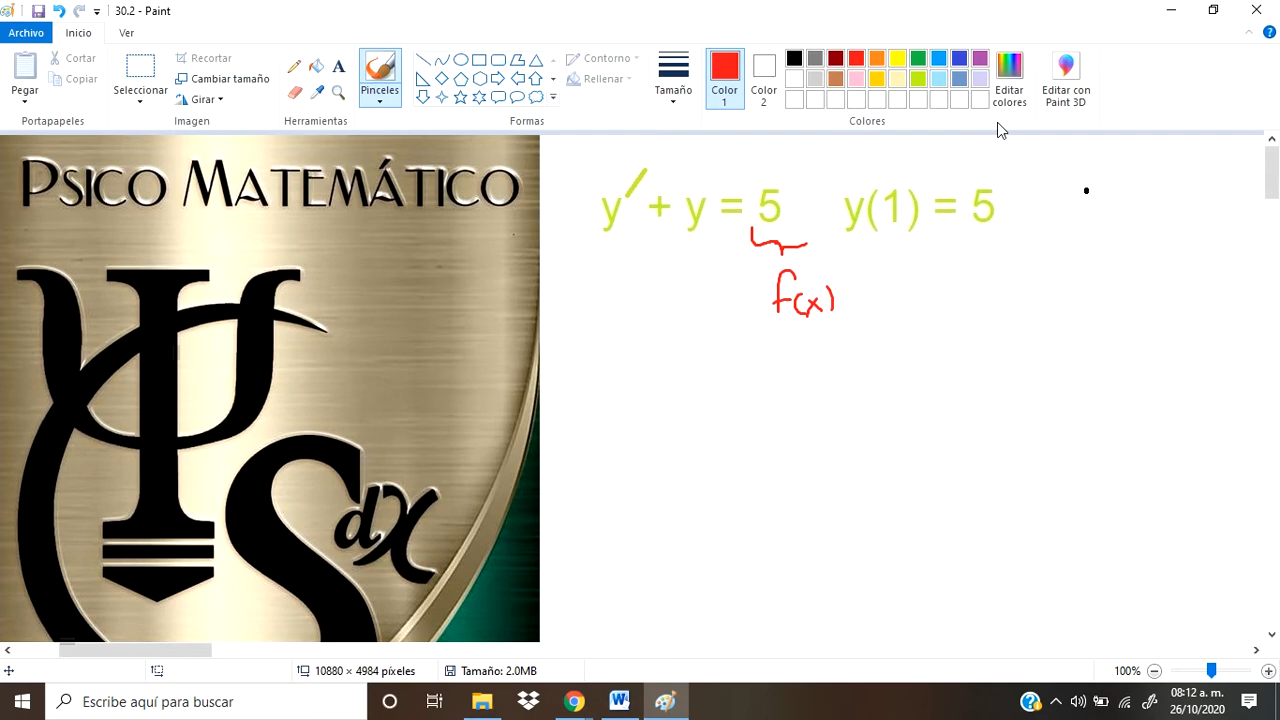 30.2 - Paint
Archivo Inicio Ver
Pegar
Cortar
Copiar
Portapapeles
Seleccionar
Recortar
Cambiar tamaño
Girar
Imagen
A
Herramientas
Pinceles
Contorno
Rellenar
Formas
Tamaño
Color 1
Color 2
Editar colores
Editar con Paint 3D
Colores
PSICO MATEMÁTICO
dx
y′ + y = 5 y(1) = 5
f(x)
10880 × 4984 píxeles Tamaño: 2.0MB 100%
Escribe aquí para buscar
08:12 a. m.
26/10/2020